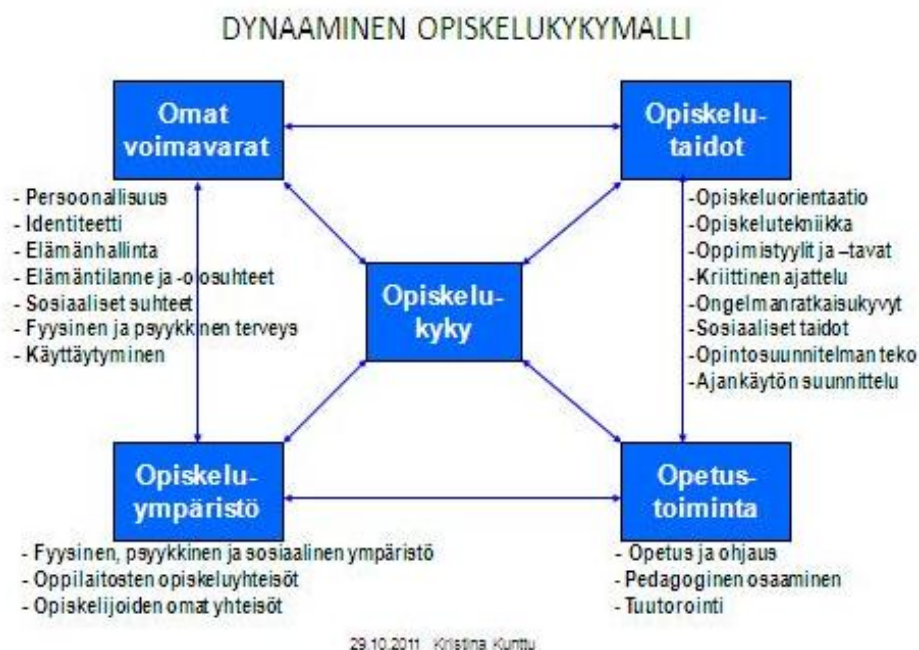 DYNAAMINEN OPISKELUKYKYMALLI
Omat
voimavarat
- Persoonallisuus
- Identiteetti
- Elämänhallinta
- Elämäntilanne ja -olosuhteet
- Sosiaaliset suhteet
- Fyysinen ja psyykkinen terveys
- Käyttäytyminen
Opiskelu-
taidot
-Opiskeluorientaatio
-Opiskelutekniikka
-Oppimistyylit ja –tavat
-Kriittinen ajattelu
-Ongelmanratkaisukyvyt
-Sosiaaliset taidot
-Opintosuunnitelman teko
-Ajankäytön suunnittelu
Opiskelu-
kyky
Opiskelu-
ympäristö
- Fyysinen, psyykkinen ja sosiaalinen ympäristö
- Oppilaitosten opiskeluyhteisöt
- Opiskelijoiden omat yhteisöt
Opetus-
toiminta
- Opetus ja ohjaus
- Pedagoginen osaaminen
- Tuutorointi
29.10.2011 Kristina Kunttu